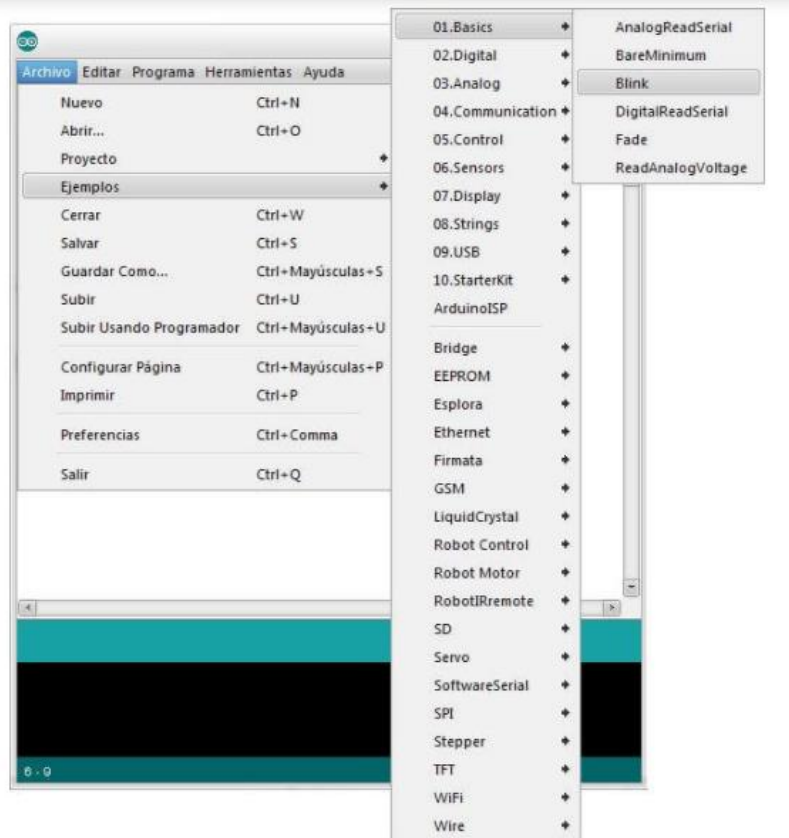 Archivo Editar Programa Herramientas Ayuda
Nuevo Ctrl+N
Abrir... Ctrl+O
Proyecto
Ejemplos
Cerrar Ctrl+W
Salvar Ctrl+S
Guardar Como... Ctrl+Mayúsculas+S
Subir Ctrl+U
Subir Usando Programador Ctrl+Mayúsculas+U
Configurar Página Ctrl+Mayúsculas+P
Imprimir Ctrl+P
Preferencias Ctrl+Comma
Salir Ctrl+Q
01.Basics
02.Digital
03.Analog
04.Communication
05.Control
06.Sensors
07.Display
08.Strings
09.USB
10.StarterKit
ArduinoISP
Bridge
EEPROM
Esplora
Ethernet
Firmata
GSM
LiquidCrystal
Robot Control
Robot Motor
RobotIRremote
SD
Servo
SoftwareSerial
SPI
Stepper
TFT
WiFi
Wire
AnalogReadSerial
BareMinimum
Blink
DigitalReadSerial
Fade
ReadAnalogVoltage